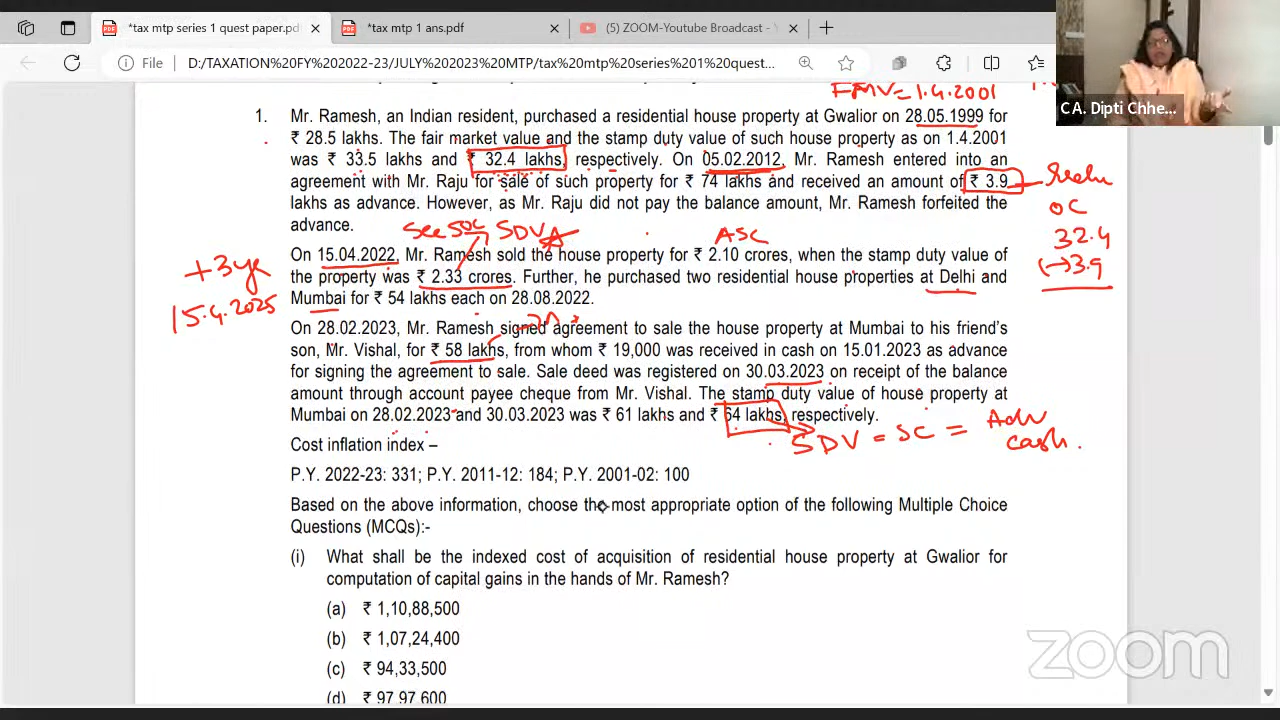 *tax mtp series 1 quest paper.pdf
*tax mtp 1 ans.pdf
(5) ZOOM-Youtube Broadcast - Y
File
D:/TAXATION%20FY%202022-23/JULY%202023%20MTP/tax%20mtp%20series%201%20quest...
FMV=1.4.2001
C A. Dipti Chhe...
1. Mr. Ramesh, an Indian resident, purchased a residential house property at Gwalior on 28.05.1999 for
₹ 28.5 lakhs. The fair market value and the stamp duty value of such house property as on 1.4.2001
was ₹ 33.5 lakhs and ₹ 32.4 lakhs, respectively. On 05.02.2012, Mr. Ramesh entered into an
agreement with Mr. Raju for sale of such property for ₹ 74 lakhs and received an amount of ₹ 3.9
lakhs as advance. However, as Mr. Raju did not pay the balance amount, Mr. Ramesh forfeited the
advance.
OC
32.4
(-)3.9
See 50C SDVA
ASC
On 15.04.2022, Mr. Ramesh sold the house property for ₹ 2.10 crores, when the stamp duty value of
the property was ₹ 2.33 crores. Further, he purchased two residential house properties at Delhi and
Mumbai for ₹ 54 lakhs each on 28.08.2022.
+3 yr
15.4.2025
On 28.02.2023, Mr. Ramesh signed agreement to sale the house property at Mumbai to his friend's
son, Mr. Vishal, for ₹ 58 lakhs, from whom ₹ 19,000 was received in cash on 15.01.2023 as advance
for signing the agreement to sale. Sale deed was registered on 30.03.2023 on receipt of the balance
amount through account payee cheque from Mr. Vishal. The stamp duty value of house property at
Mumbai on 28.02.2023 and 30.03.2023 was ₹ 61 lakhs and ₹ 64 lakhs, respectively.
SDV = SC = Adv
cash.
Cost inflation index –
P.Y. 2022-23: 331; P.Y. 2011-12: 184; P.Y. 2001-02: 100
Based on the above information, choose the most appropriate option of the following Multiple Choice
Questions (MCQs):-
(i) What shall be the indexed cost of acquisition of residential house property at Gwalior for
computation of capital gains in the hands of Mr. Ramesh?
(a) ₹ 1,10,88,500
(b) ₹ 1,07,24,400
(c) ₹ 94,33,500
(d) ₹ 97,97,600
zoom